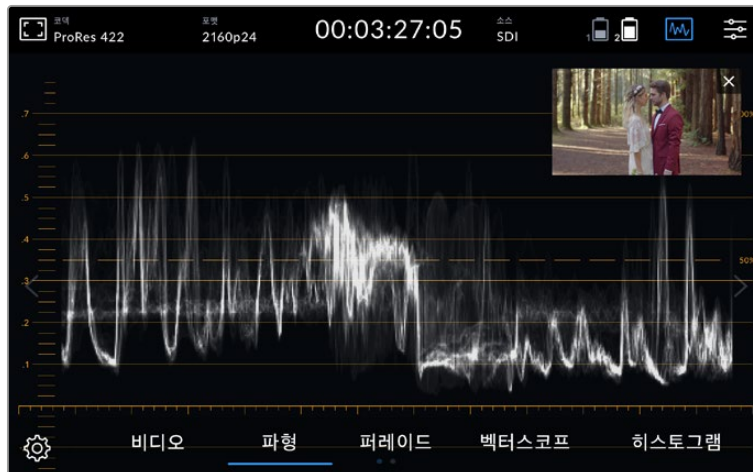 코덱
ProRes 422
포맷
2160p24
00:03:27:05
소스
SDI
1
2
.7
.6
.5
.4
.3
.2
.1
50%
비디오
파형
퍼레이드
벡터스코프
히스토그램